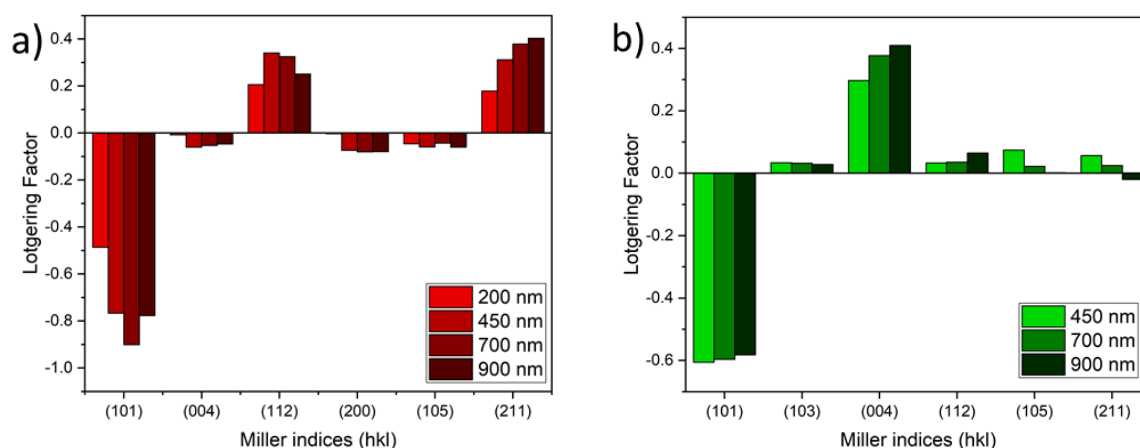 a)
Lotgering Factor
0.4
0.2
0.0
-0.2
-0.4
-0.6
-0.8
-1.0
200 nm
450 nm
700 nm
900 nm
(101) (004) (112) (200) (105) (211)
Miller indices (hkl)
b)
Lotgering Factor
0.4
0.2
0.0
-0.2
-0.4
-0.6
450 nm
700 nm
900 nm
(101) (103) (004) (112) (105) (211)
Miller indices (hkl)